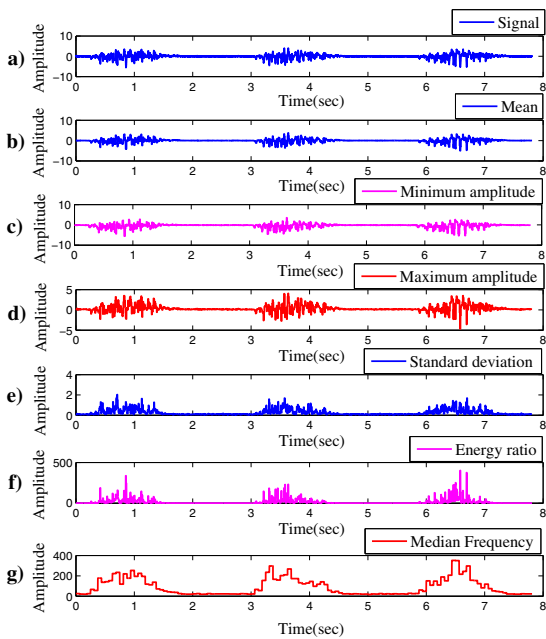 Signal
a)
Amplitude
10
0
−10
0 1 2 3 4 5 6 7 8
Time(sec)
Mean
b)
Amplitude
10
0
−10
0 1 2 3 4 5 6 7 8
Time(sec)
Minimum amplitude
c)
Amplitude
10
0
−10
0 1 2 3 4 5 6 7 8
Time(sec)
Maximum amplitude
d)
Amplitude
5
0
−5
0 1 2 3 4 5 6 7 8
Time(sec)
Standard deviation
e)
Amplitude
4
2
0
0 1 2 3 4 5 6 7 8
Time(sec)
Energy ratio
f)
Amplitude
500
0
0 1 2 3 4 5 6 7 8
Time(sec)
Median Frequency
g)
Amplitude
400
200
0
0 1 2 3 4 5 6 7 8
Time(sec)